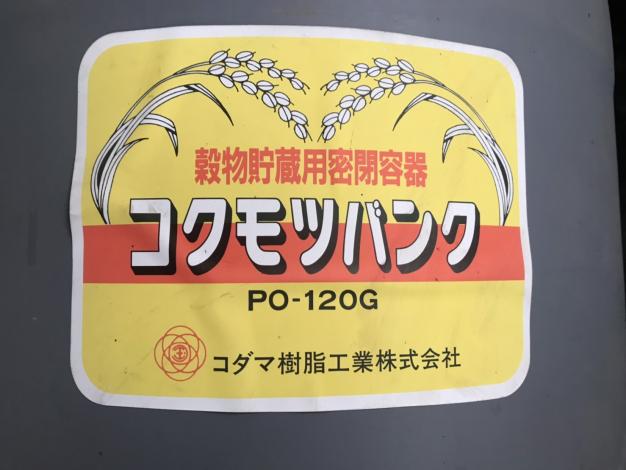 穀物貯蔵用密閉容器
コクモツバンク
PO-120G
コダマ樹脂工業株式会社